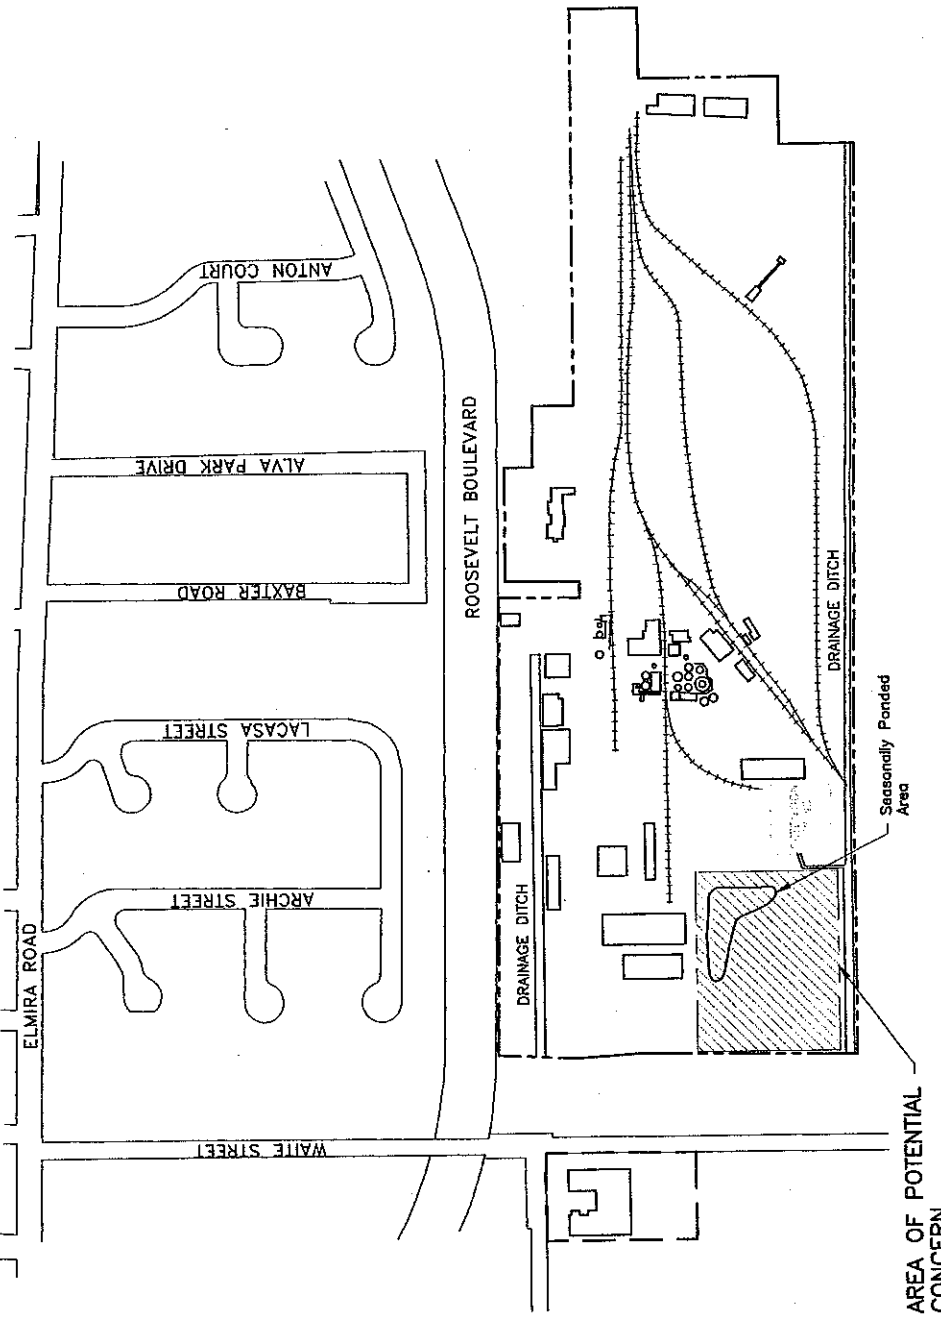 ELMIRA ROAD
WAITE STREET
ARCHIE STREET
LACASA STREET
BAXTER ROAD
ALVA PARK DRIVE
ANTON COURT
ROOSEVELT BOULEVARD
DRAINAGE DITCH
DRAINAGE DITCH
Seasonally Ponded
Area
AREA OF POTENTIAL
CONCERN